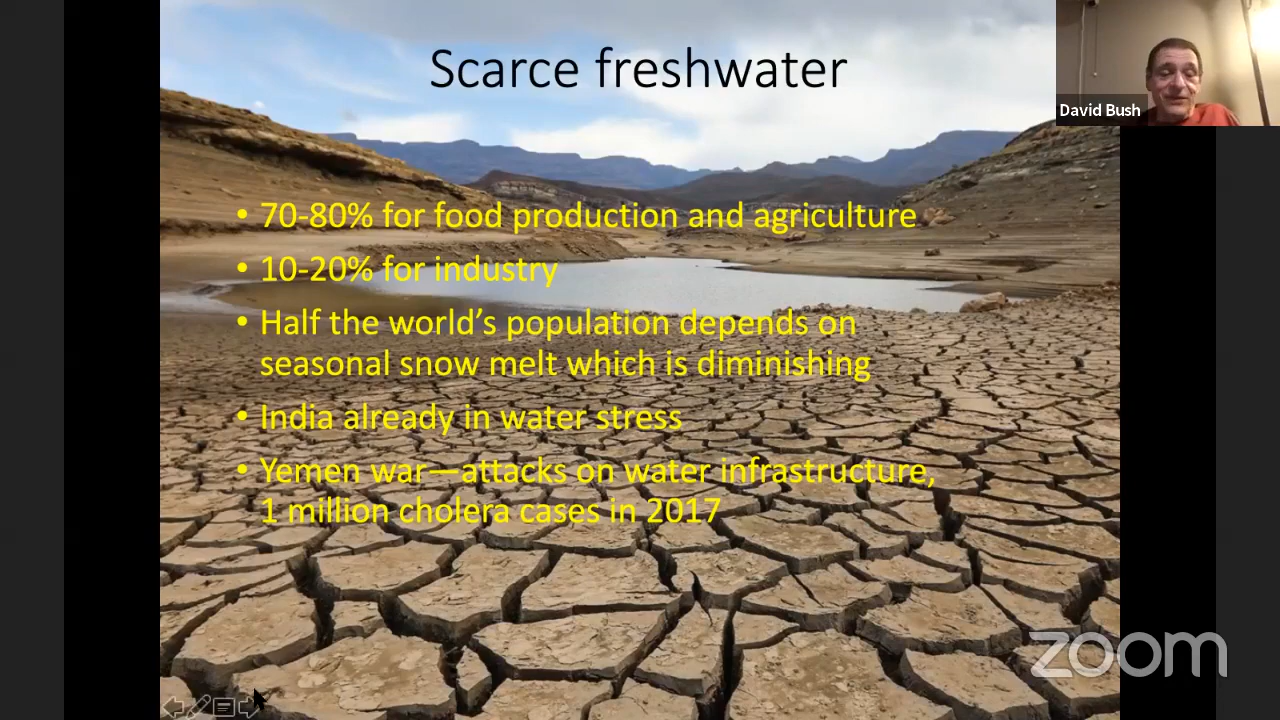 Scarce freshwater
David Bush
• 70-80% for food production and agriculture
• 10-20% for industry
• Half the world’s population depends on
seasonal snow melt which is diminishing
• India already in water stress
• Yemen war—attacks on water infrastructure,
1 million cholera cases in 2017
zoom